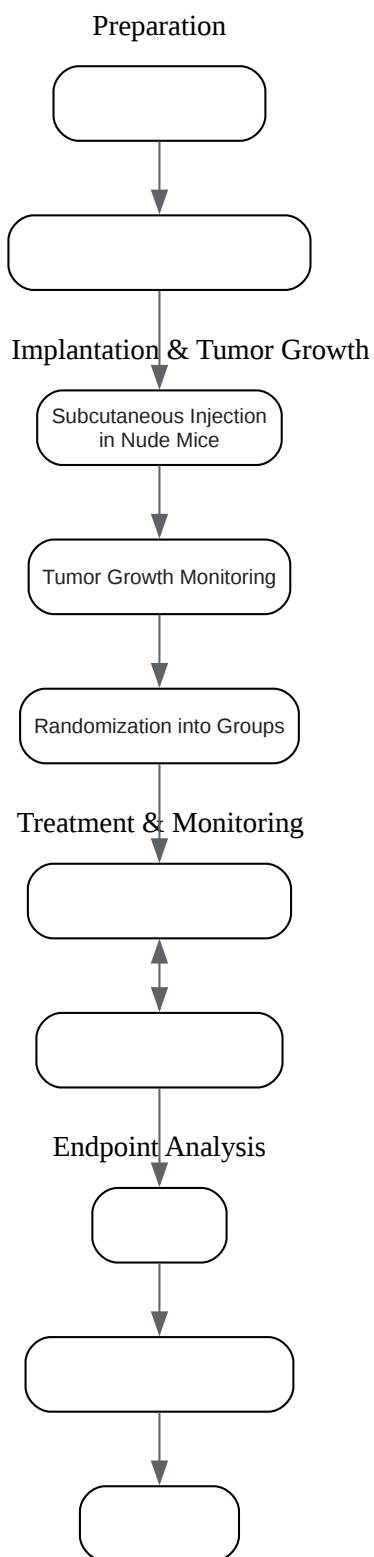 Preparation
Implantation & Tumor Growth
Subcutaneous Injection
in Nude Mice
Tumor Growth Monitoring
Randomization into Groups
Treatment & Monitoring
Endpoint Analysis